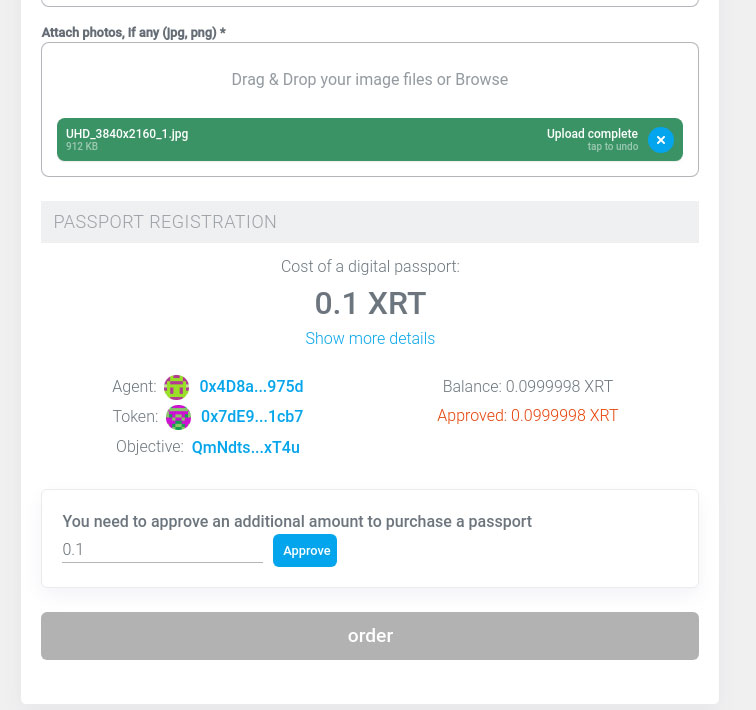 Attach photos, if any (jpg, png) *
Drag & Drop your image files or Browse
UHD_3840x2160_1.jpg
912 KB
Upload complete
tap to undo
PASSPORT REGISTRATION
Cost of a digital passport:
0.1 XRT
Show more details
Agent: 0x4D8a...975d
Balance: 0.0999998 XRT
Token: 0x7dE9...1cb7
Approved: 0.0999998 XRT
Objective: QmNdts...xT4u
You need to approve an additional amount to purchase a passport
0.1
Approve
order